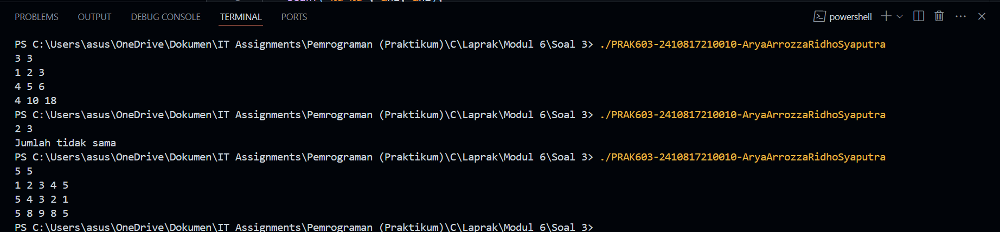 PROBLEMS OUTPUT DEBUG CONSOLE TERMINAL PORTS powershell
PS C:\Users\asus\OneDrive\Dokumen\IT Assignments\Pemrograman (Praktikum)\C\Laprak\Modul 6\Soal 3> ./PRAK603-2410817210010-AryaArrozzaRidhoSyaputra
3 3
1 2 3
4 5 6
4 10 18
PS C:\Users\asus\OneDrive\Dokumen\IT Assignments\Pemrograman (Praktikum)\C\Laprak\Modul 6\Soal 3> ./PRAK603-2410817210010-AryaArrozzaRidhoSyaputra
2 3
Jumlah tidak sama
PS C:\Users\asus\OneDrive\Dokumen\IT Assignments\Pemrograman (Praktikum)\C\Laprak\Modul 6\Soal 3> ./PRAK603-2410817210010-AryaArrozzaRidhoSyaputra
5 5
1 2 3 4 5
5 4 3 2 1
5 8 9 8 5
PS C:\Users\asus\OneDrive\Dokumen\IT Assignments\Pemrograman (Praktikum)\C\Laprak\Modul 6\Soal 3>